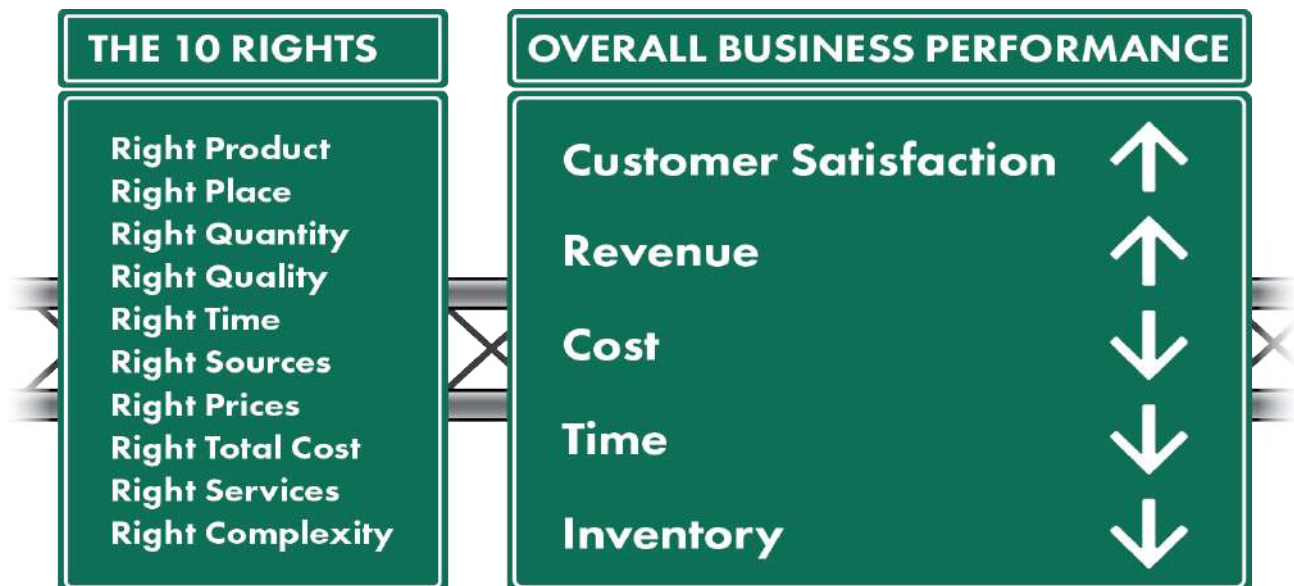 THE 10 RIGHTS
Right Product
Right Place
Right Quantity
Right Quality
Right Time
Right Sources
Right Prices
Right Total Cost
Right Services
Right Complexity
OVERALL BUSINESS PERFORMANCE
Customer Satisfaction
Revenue
Cost
Time
Inventory